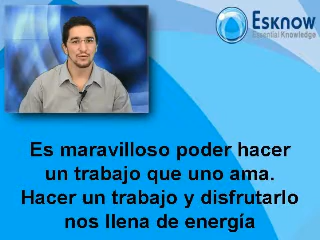 Esknow
Essential Knowledge
Es maravilloso poder hacer
un trabajo que uno ama.
Hacer un trabajo y disfrutarlo
nos llena de energía